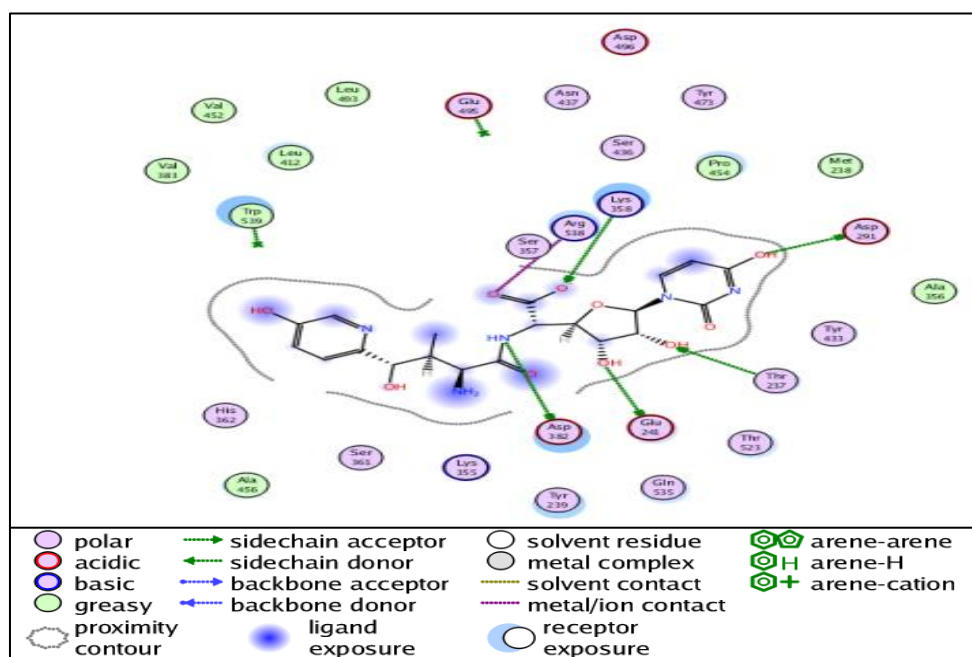 Asp
496
Leu
493
Glu
495
Asn
437
Tyr
473
Val
452
Ser
436
Leu
412
Pro
454
Met
238
Val
383
Lys
358
Trp
539
Arg
538
Asp
291
Ser
357
OH
O
O
N
N
Ala
356
HO
O
N
HN
O
Tyr
433
H
OH
H
OH
Thr
237
OH
NH₂
O
His
362
Asp
382
Glu
241
Thr
521
Ser
361
Lys
355
Ala
456
Tyr
239
Gln
535
polar
acidic
basic
greasy
proximity
contour
sidechain acceptor
sidechain donor
backbone acceptor
backbone donor
ligand
exposure
solvent residue
metal complex
solvent contact
metal/ion contact
receptor
exposure
arene-arene
H arene-H
+ arene-cation